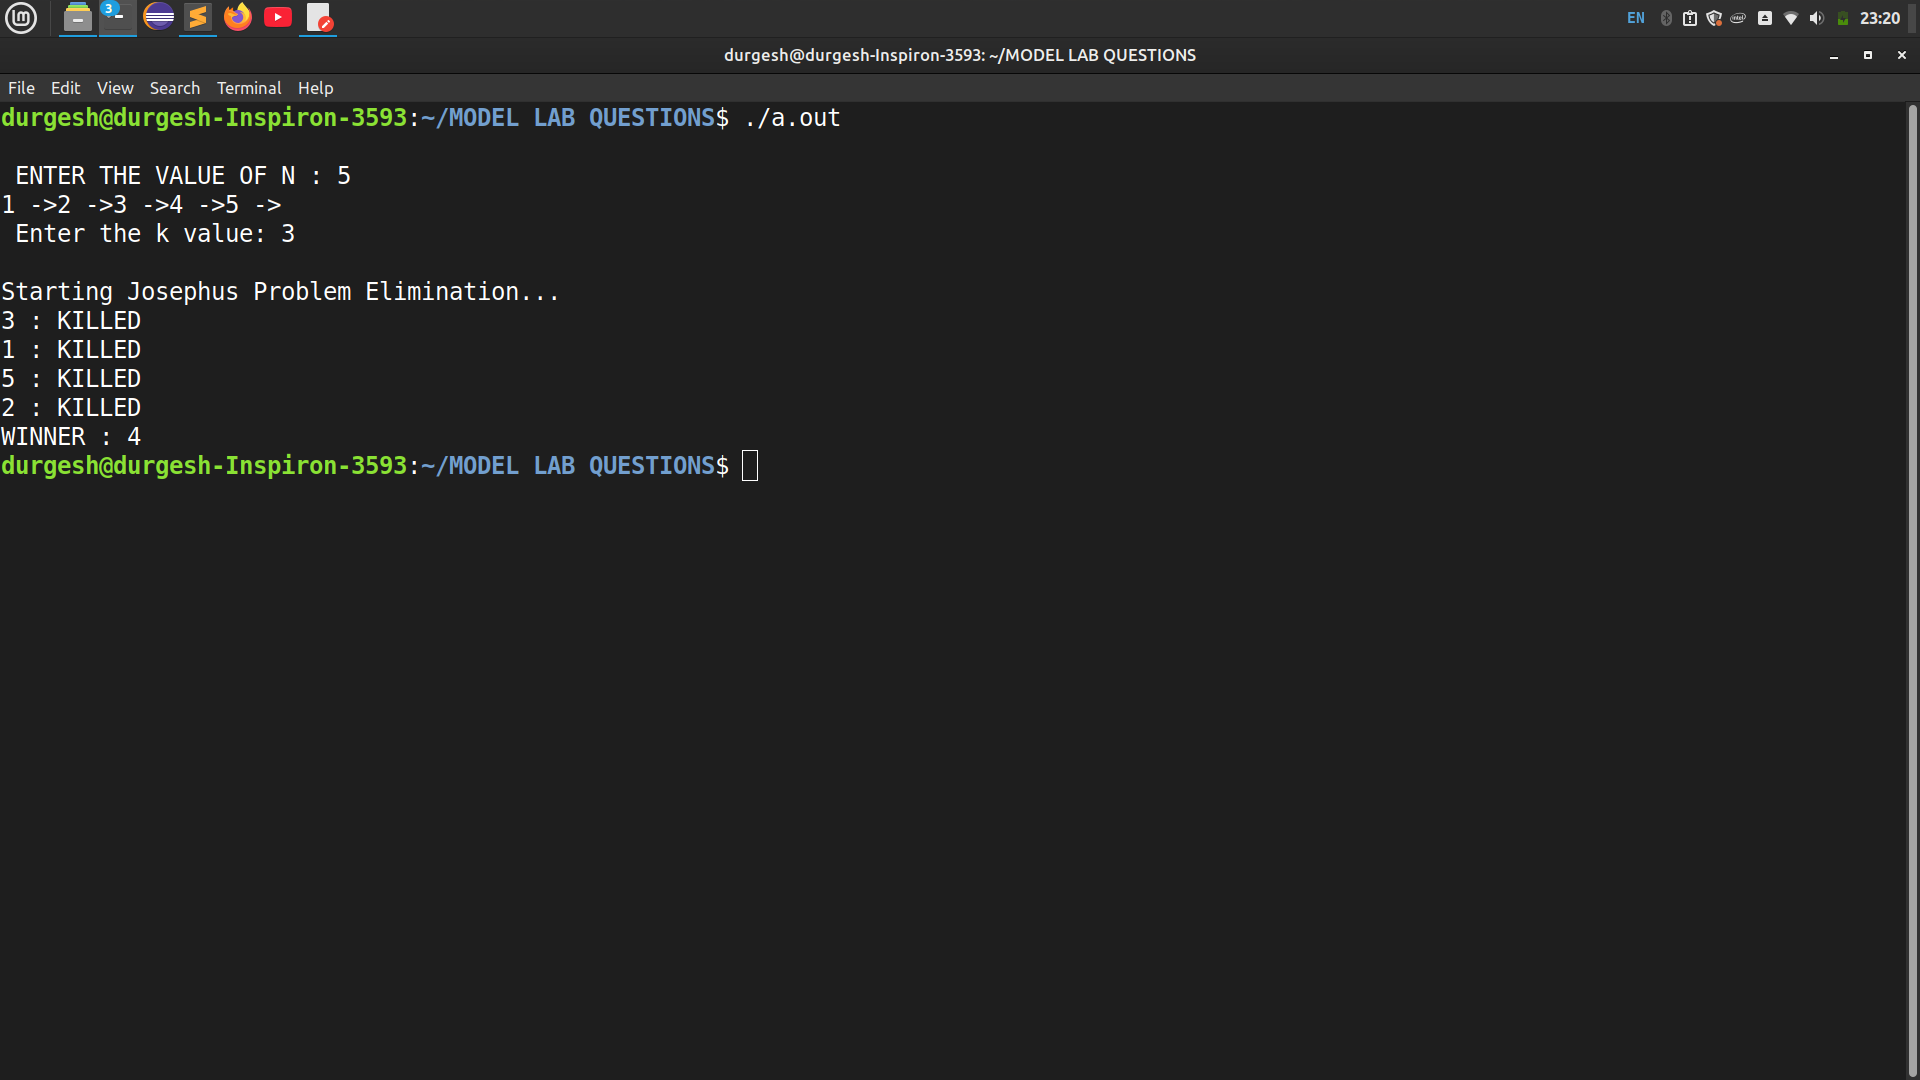 3
EN
23:20
durgesh@durgesh-Inspiron-3593: ~/MODEL LAB QUESTIONS
File Edit View Search Terminal Help
durgesh@durgesh-Inspiron-3593:~/MODEL LAB QUESTIONS$ ./a.out
ENTER THE VALUE OF N : 5
1 ->2 ->3 ->4 ->5 ->
Enter the k value: 3
Starting Josephus Problem Elimination...
3 : KILLED
1 : KILLED
5 : KILLED
2 : KILLED
WINNER : 4
durgesh@durgesh-Inspiron-3593:~/MODEL LAB QUESTIONS$